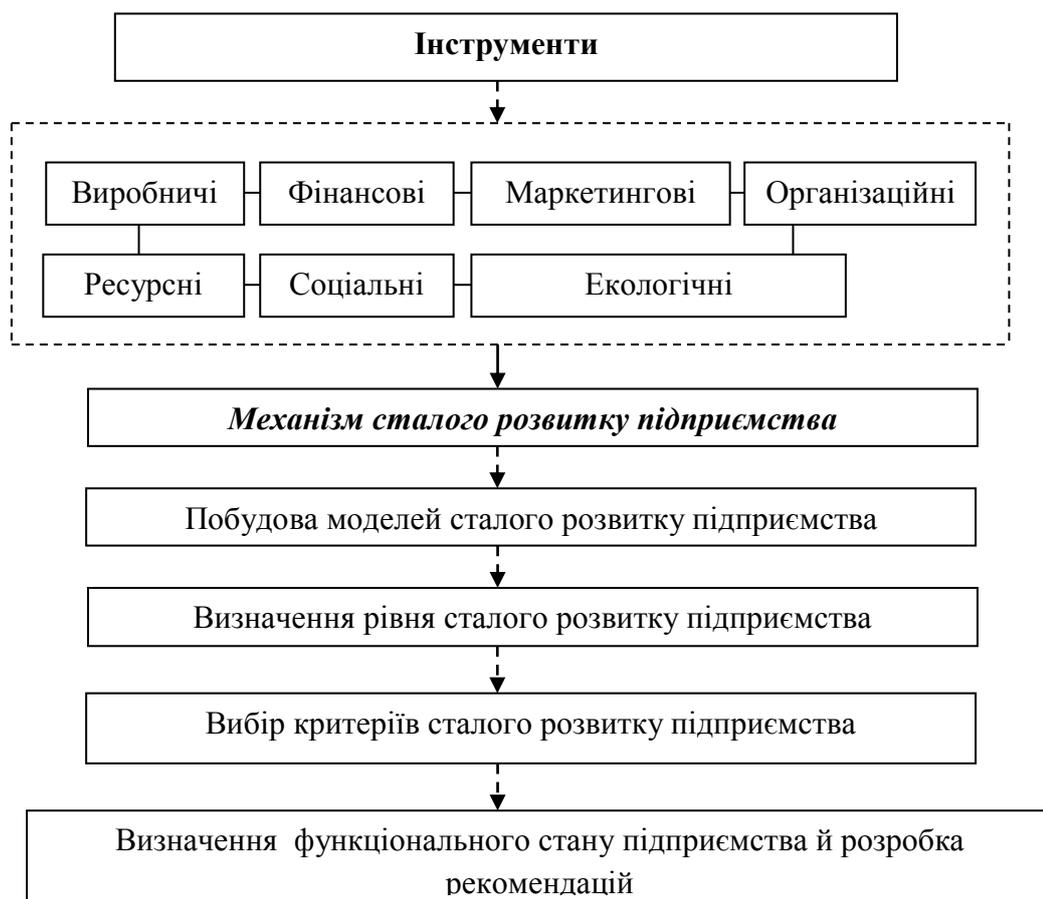 Інструменти
Виробничі Фінансові Маркетингові Організаційні
Ресурсні Соціальні Екологічні
Механізм сталого розвитку підприємства
Побудова моделей сталого розвитку підприємства
Визначення рівня сталого розвитку підприємства
Вибір критеріїв сталого розвитку підприємства
Визначення функціонального стану підприємства й розробка
рекомендацій